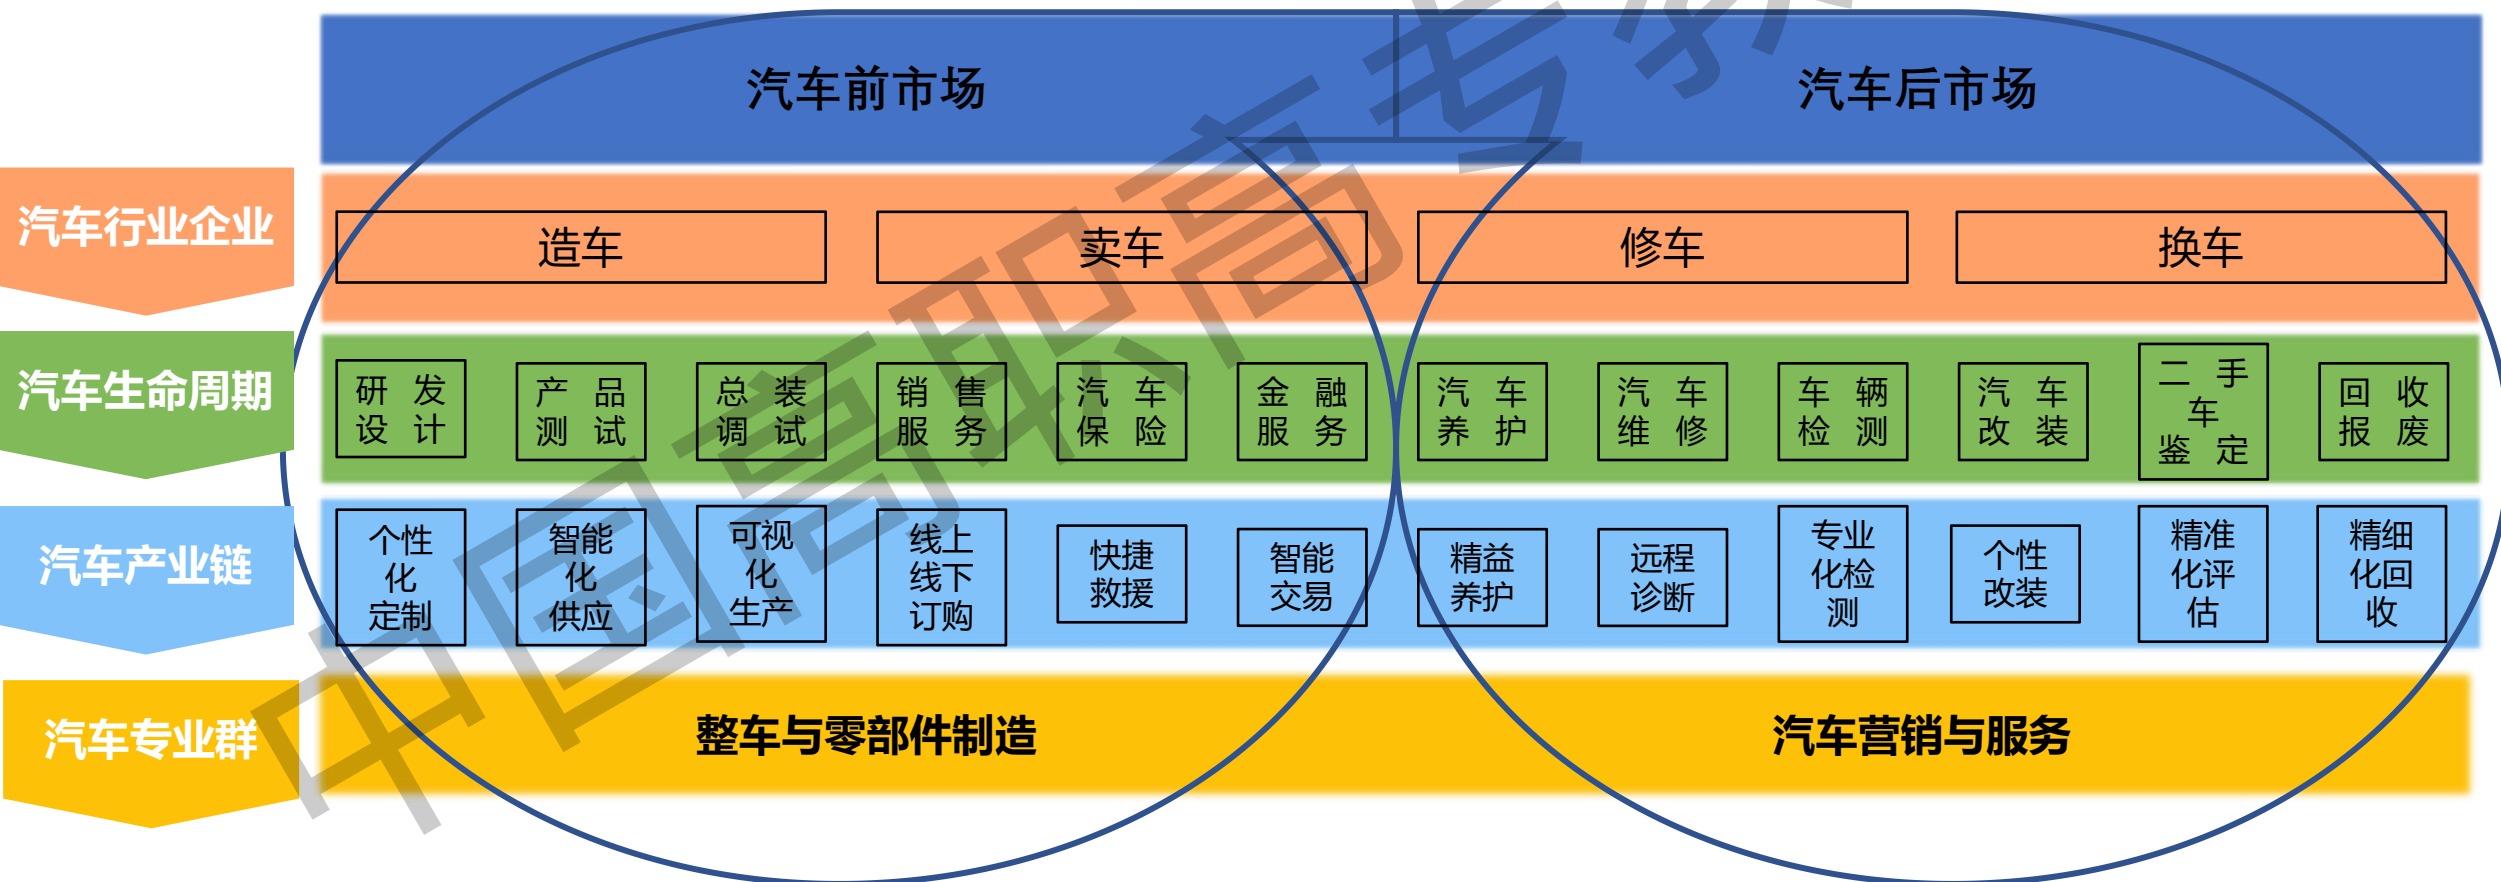 汽车前市场
汽车后市场
汽车行业企业
造车
卖车
修车
换车
汽车生命周期
研 发
设 计
产 品
测 试
总 装
调 试
销 售
服 务
汽 车
保 险
金 融
服 务
汽 车
养 护
汽 车
维 修
车 辆
检 测
汽 车
改 装
二 手
车
鉴 定
回 收
报 废
汽车产业链
个性
化
定制
智能
化
供应
可视
化
生产
线上
线下
订购
快捷
救援
智能
交易
精益
养护
远程
诊断
专业
化检
测
个性
改装
精准
化评
估
精细
化回
收
汽车专业群
整车与零部件制造
汽车营销与服务
中国高职高专